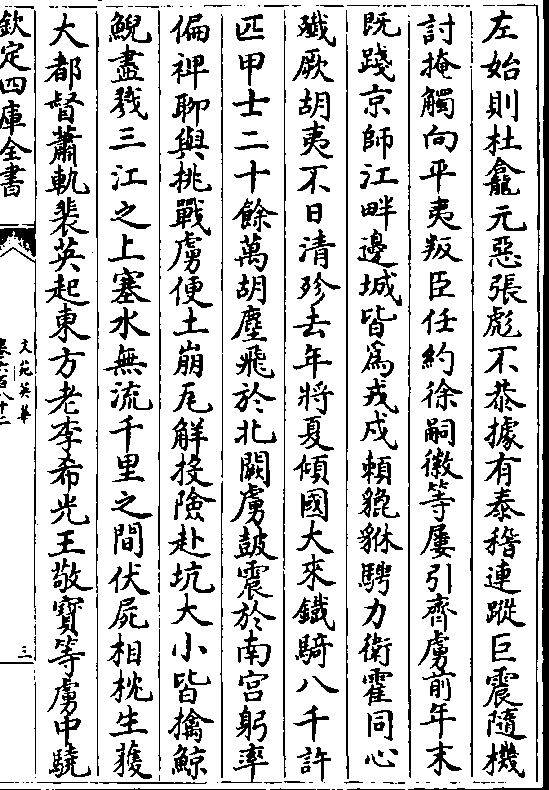 左始則杜龕元惡張彪不恭據有泰稽連蹤巨震隨機
討掩觸向平夷叛臣任約徐嗣徽等屢引齊虜前年末
既踐京師江畔邊城皆為戎戍頼貔貅騁力衛霍同心
殲厥胡夷不日清殄去年將夏傾國大來鐵騎八千許
匹甲士二十餘萬胡塵飛於北闕虜鼓震於南宫躬率
偏裨聊與挑戰虜便土崩瓦解投險赴坑大小皆擒鯨
鯢盡戮三江之上塞水無流千里之間伏屍相枕生獲
大都督蕭軌裴英起東方老李希光王敬寶等虜中驍
欽定四庫全書
文苑英華
卷六百八十二
三